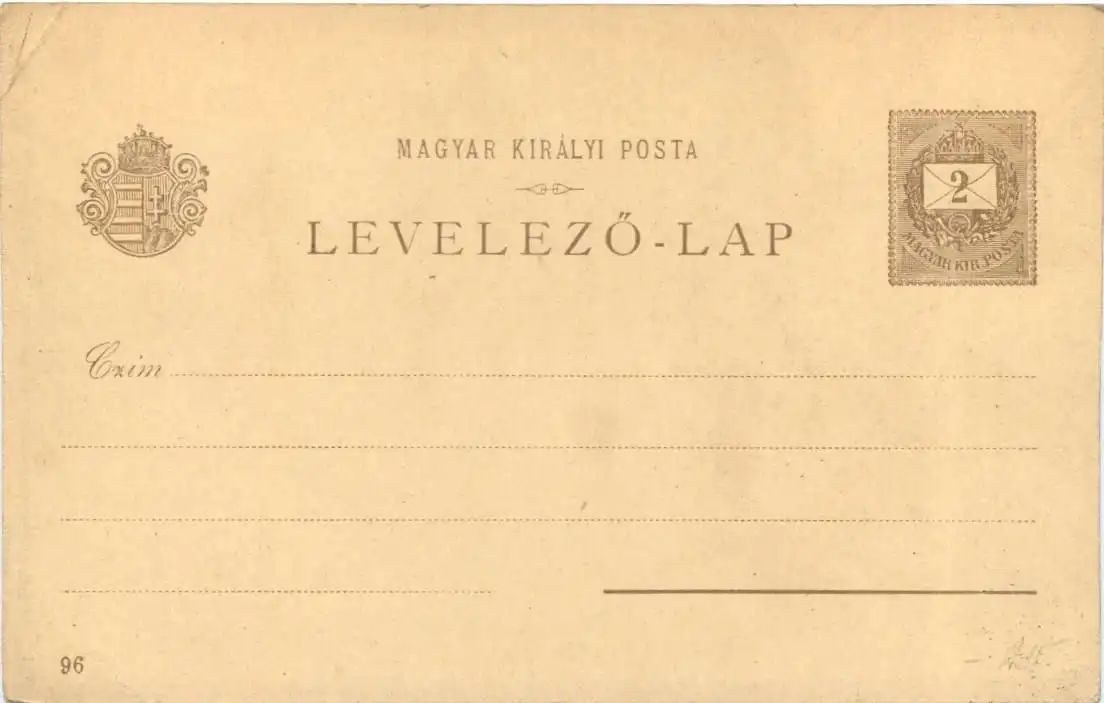 MAGYAR KIRÁLYI POSTA
LEVELEZŐ-LAP
2
MAGYAR KIR. POSTA
Czim
96